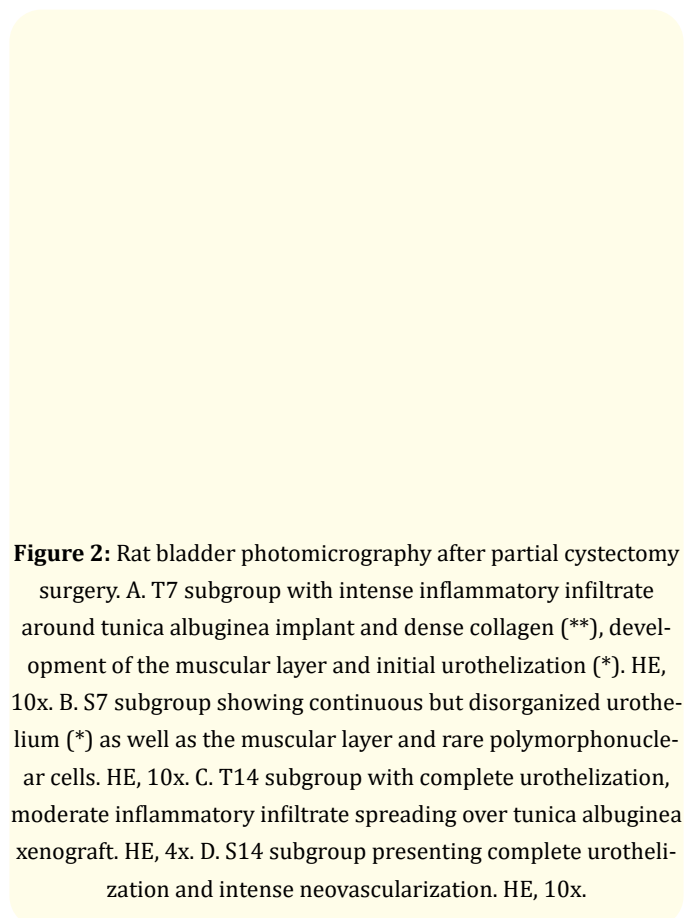 Figure 2: Rat bladder photomicrography after partial cystectomy
surgery. A. T7 subgroup with intense inflammatory infiltrate
around tunica albuginea implant and dense collagen (**), devel-
opment of the muscular layer and initial urothelization (*). HE,
10x. B. S7 subgroup showing continuous but disorganized urothe-
lium (*) as well as the muscular layer and rare polymorphonucle-
ar cells. HE, 10x. C. T14 subgroup with complete urothelization,
moderate inflammatory infiltrate spreading over tunica albuginea
xenograft. HE, 4x. D. S14 subgroup presenting complete urotheli-
zation and intense neovascularization. HE, 10x.